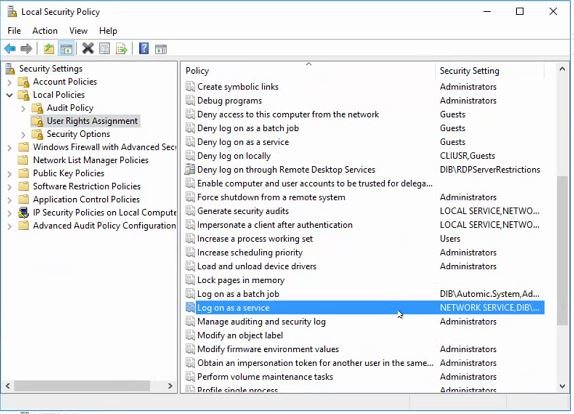 Local Security Policy
File Action View Help
Security Settings
Account Policies
Local Policies
Audit Policy
User Rights Assignment
Security Options
Windows Firewall with Advanced Secu
Network List Manager Policies
Public Key Policies
Software Restriction Policies
Application Control Policies
IP Security Policies on Local Compute
Advanced Audit Policy Configuration
Policy Security Setting
Create symbolic links Administrators
Debug programs Administrators
Deny access to this computer from the network Guests
Deny log on as a batch job Guests
Deny log on as a service Guests
Deny log on locally CLIUSR,Guests
Deny log on through Remote Desktop Services DIB\RDPServerRestrictions
Enable computer and user accounts to be trusted for delega...
Force shutdown from a remote system Administrators
Generate security audits LOCAL SERVICE,NETWO...
Impersonate a client after authentication LOCAL SERVICE,NETWO...
Increase a process working set Users
Increase scheduling priority Administrators
Load and unload device drivers Administrators
Lock pages in memory
Log on as a batch job DIB\Automic.System,Ad...
Log on as a service NETWORK SERVICE,DIB\...
Manage auditing and security log Administrators
Modify an object label
Modify firmware environment values Administrators
Obtain an impersonation token for another user in the same... Administrators
Perform volume maintenance tasks Administrators
Profile single process Administrators